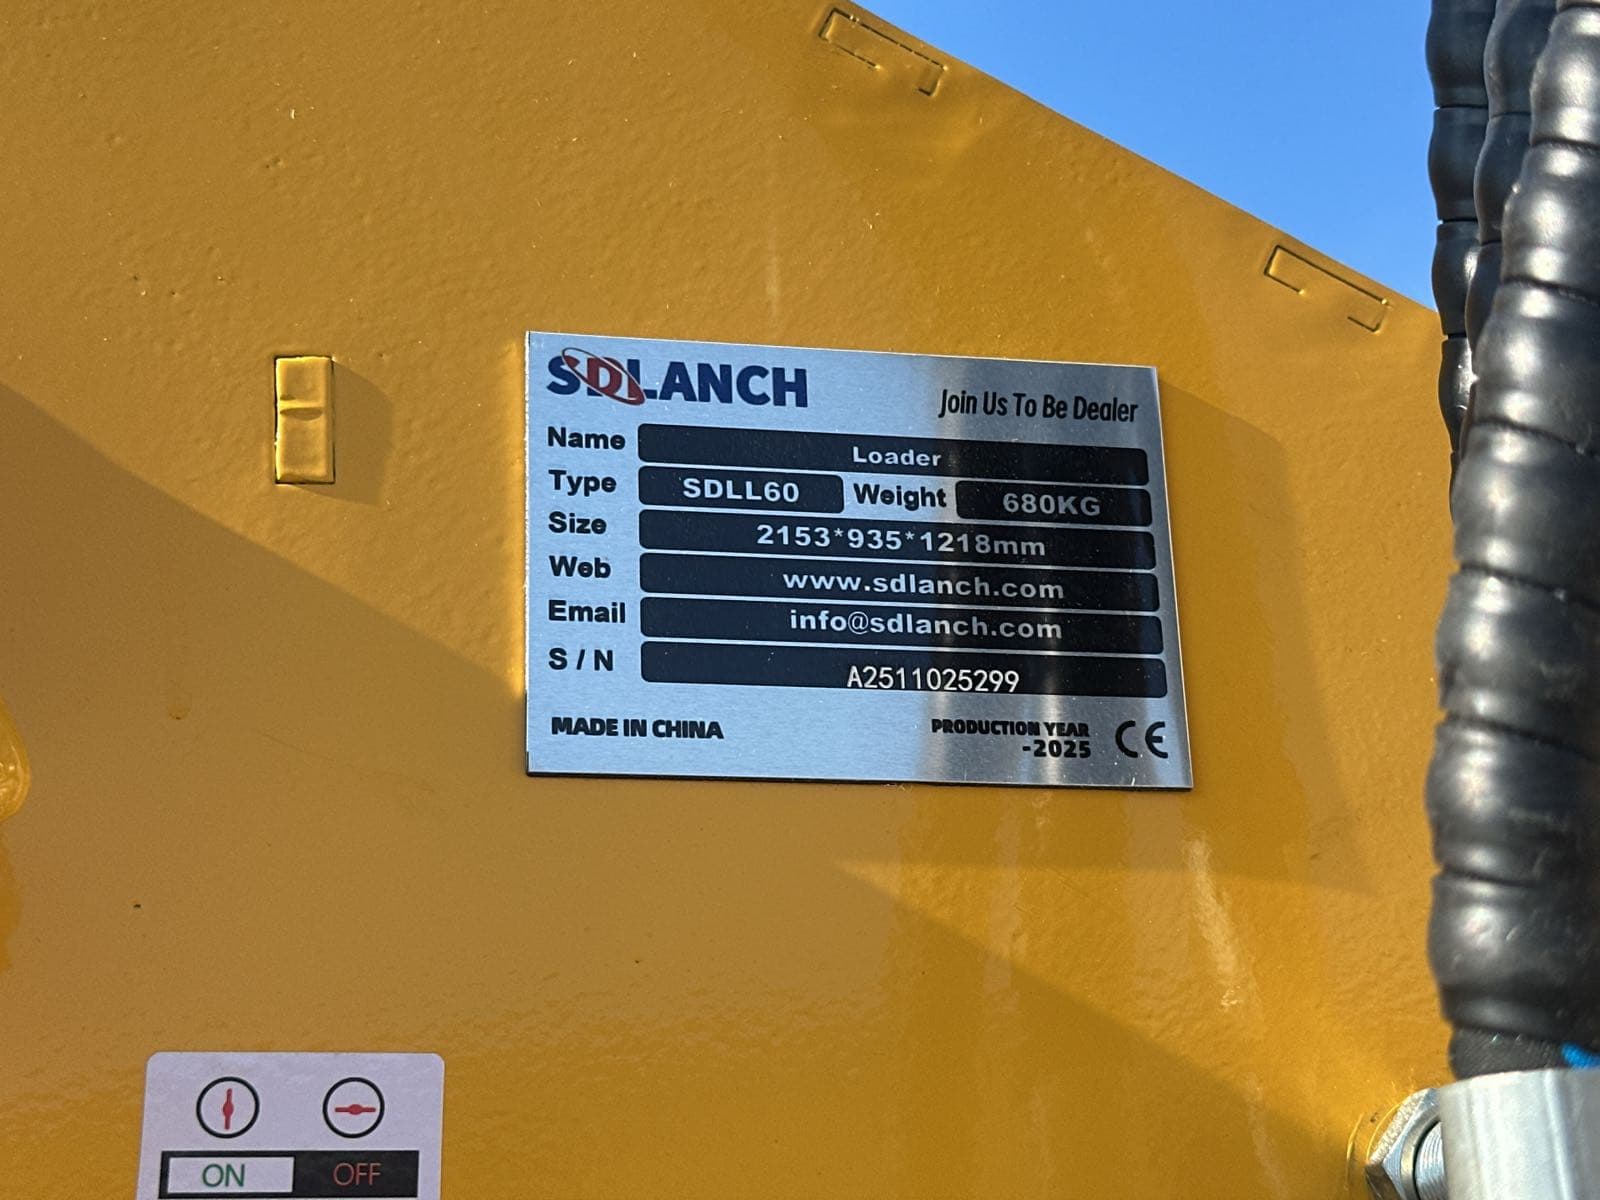 SDLANCH
Join Us To Be Dealer
Name Loader
Type SDLL60 Weight 680KG
Size 2153*935*1218mm
Web www.sdlanch.com
Email info@sdlanch.com
S / N A2511025299
MADE IN CHINA
PRODUCTION YEAR
-2025
CE
ON OFF